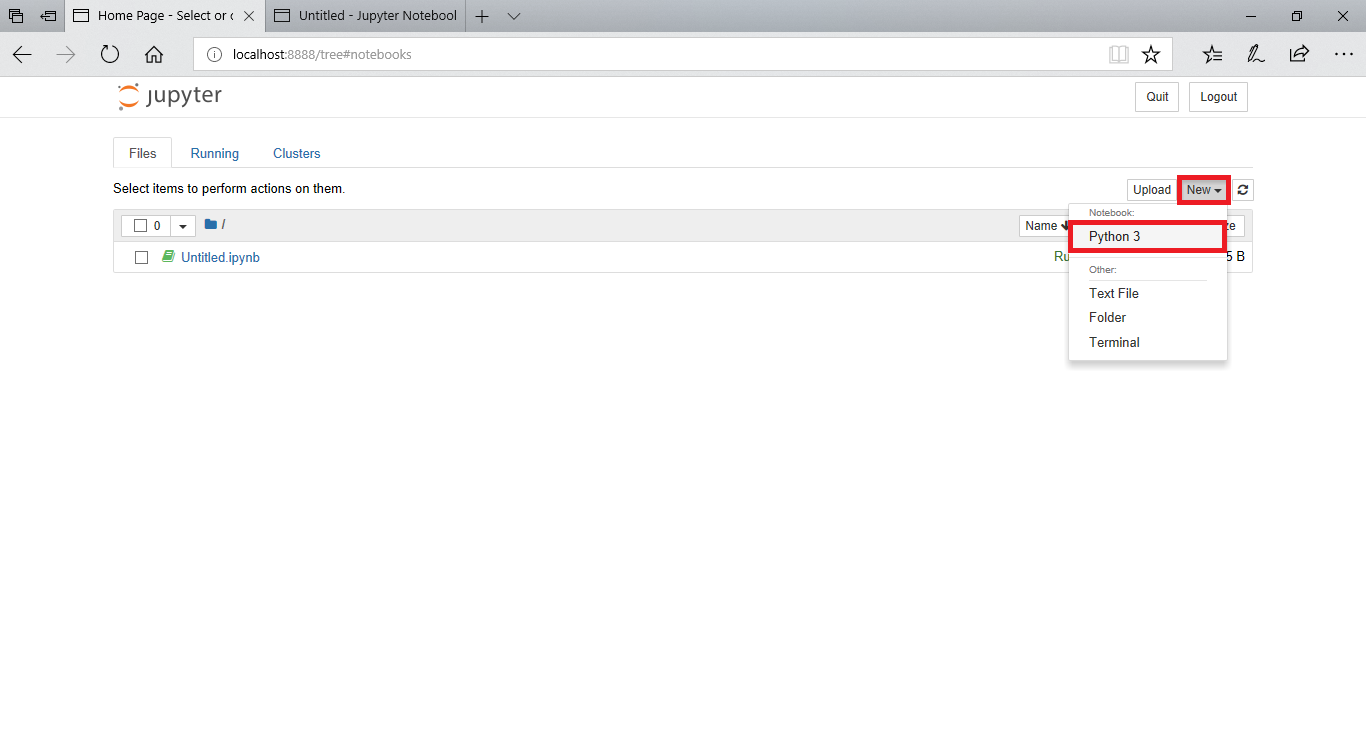 Home Page - Select or c
Untitled - Jupyter Notebool
localhost:8888/tree#notebooks
jupyter
Quit
Logout
Files
Running
Clusters
Select items to perform actions on them.
Upload
New
0
/
Name
ze
Notebook:
Python 3
Untitled.ipynb
Ru
5 B
Other:
Text File
Folder
Terminal